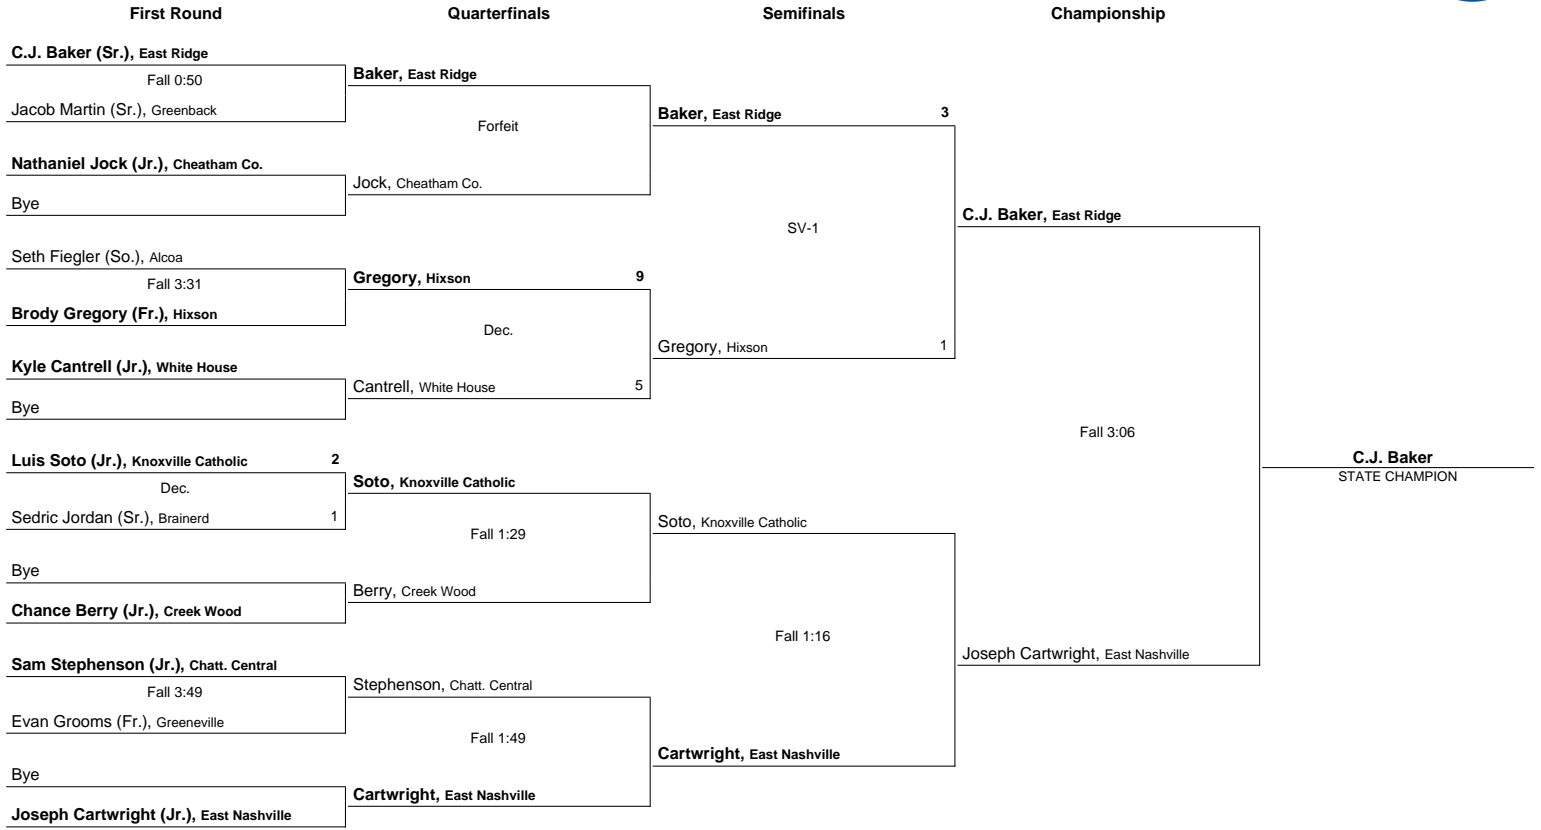 First Round Quarterfinals Semifinals Championship
C.J. Baker (Sr.), East Ridge
Fall 0:50
Jacob Martin (Sr.), Greenback
Nathaniel Jock (Jr.), Cheatham Co.
Bye
Seth Fiegler (So.), Alcoa
Fall 3:31
Brody Gregory (Fr.), Hixson
Kyle Cantrell (Jr.), White House
Bye
Luis Soto (Jr.), Knoxville Catholic 2
Dec.
Sedric Jordan (Sr.), Brainerd 1
Bye
Chance Berry (Jr.), Creek Wood
Sam Stephenson (Jr.), Chatt. Central
Fall 3:49
Evan Grooms (Fr.), Greeneville
Bye
Joseph Cartwright (Jr.), East Nashville
Baker, East Ridge
Forfeit
Jock, Cheatham Co.
Gregory, Hixson 9
Dec.
Cantrell, White House 5
Soto, Knoxville Catholic
Fall 1:29
Berry, Creek Wood
Stephenson, Chatt. Central
Fall 1:49
Cartwright, East Nashville
Baker, East Ridge 3
SV-1
Gregory, Hixson 1
Soto, Knoxville Catholic
Fall 1:16
Cartwright, East Nashville
C.J. Baker, East Ridge
Fall 3:06
Joseph Cartwright, East Nashville
C.J. Baker
STATE CHAMPION